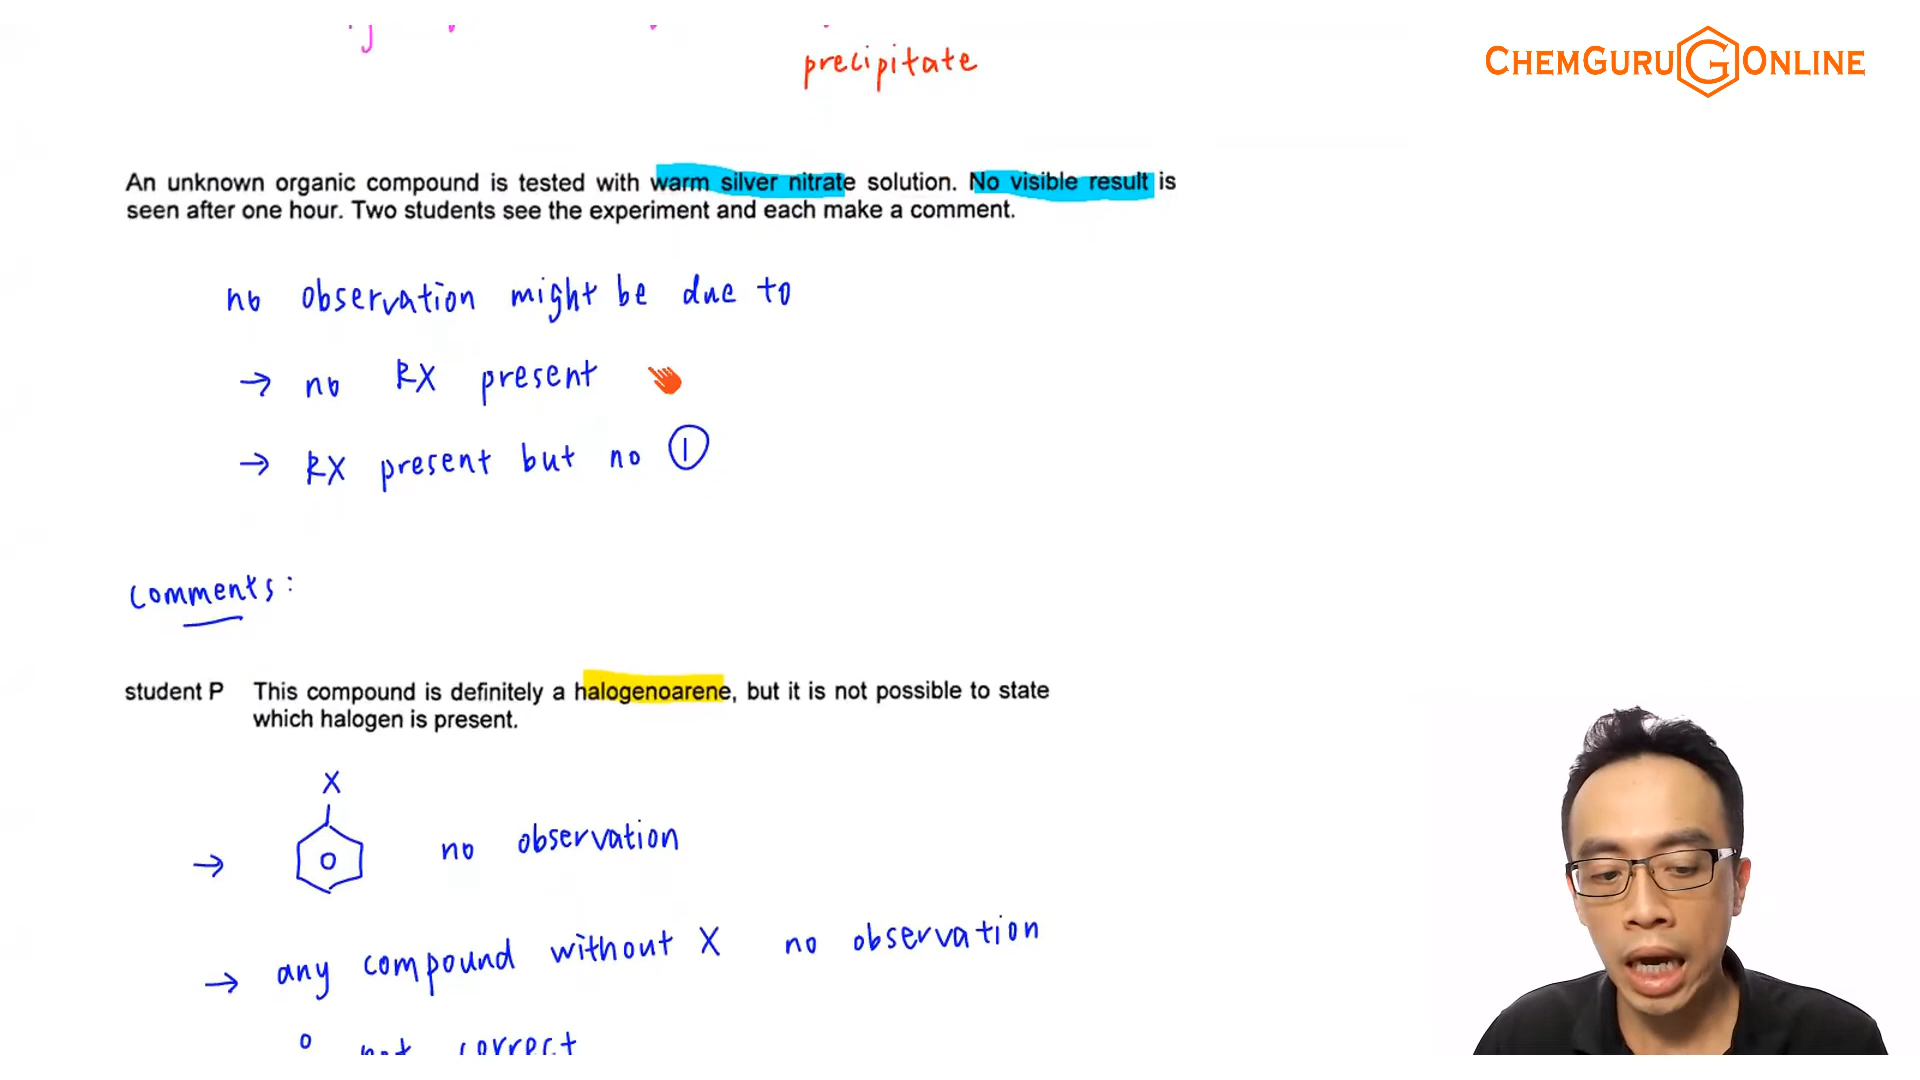 precipitate
CHEMGURU G ONLINE
An unknown organic compound is tested with warm silver nitrate solution. No visible result is
seen after one hour. Two students see the experiment and each make a comment.
no observation might be due to
→ no RX present
→ RX present but no ①
comments:
student P This compound is definitely a halogenoarene, but it is not possible to state
which halogen is present.
X
→ no observation
→ any compound without X no observation
not correct